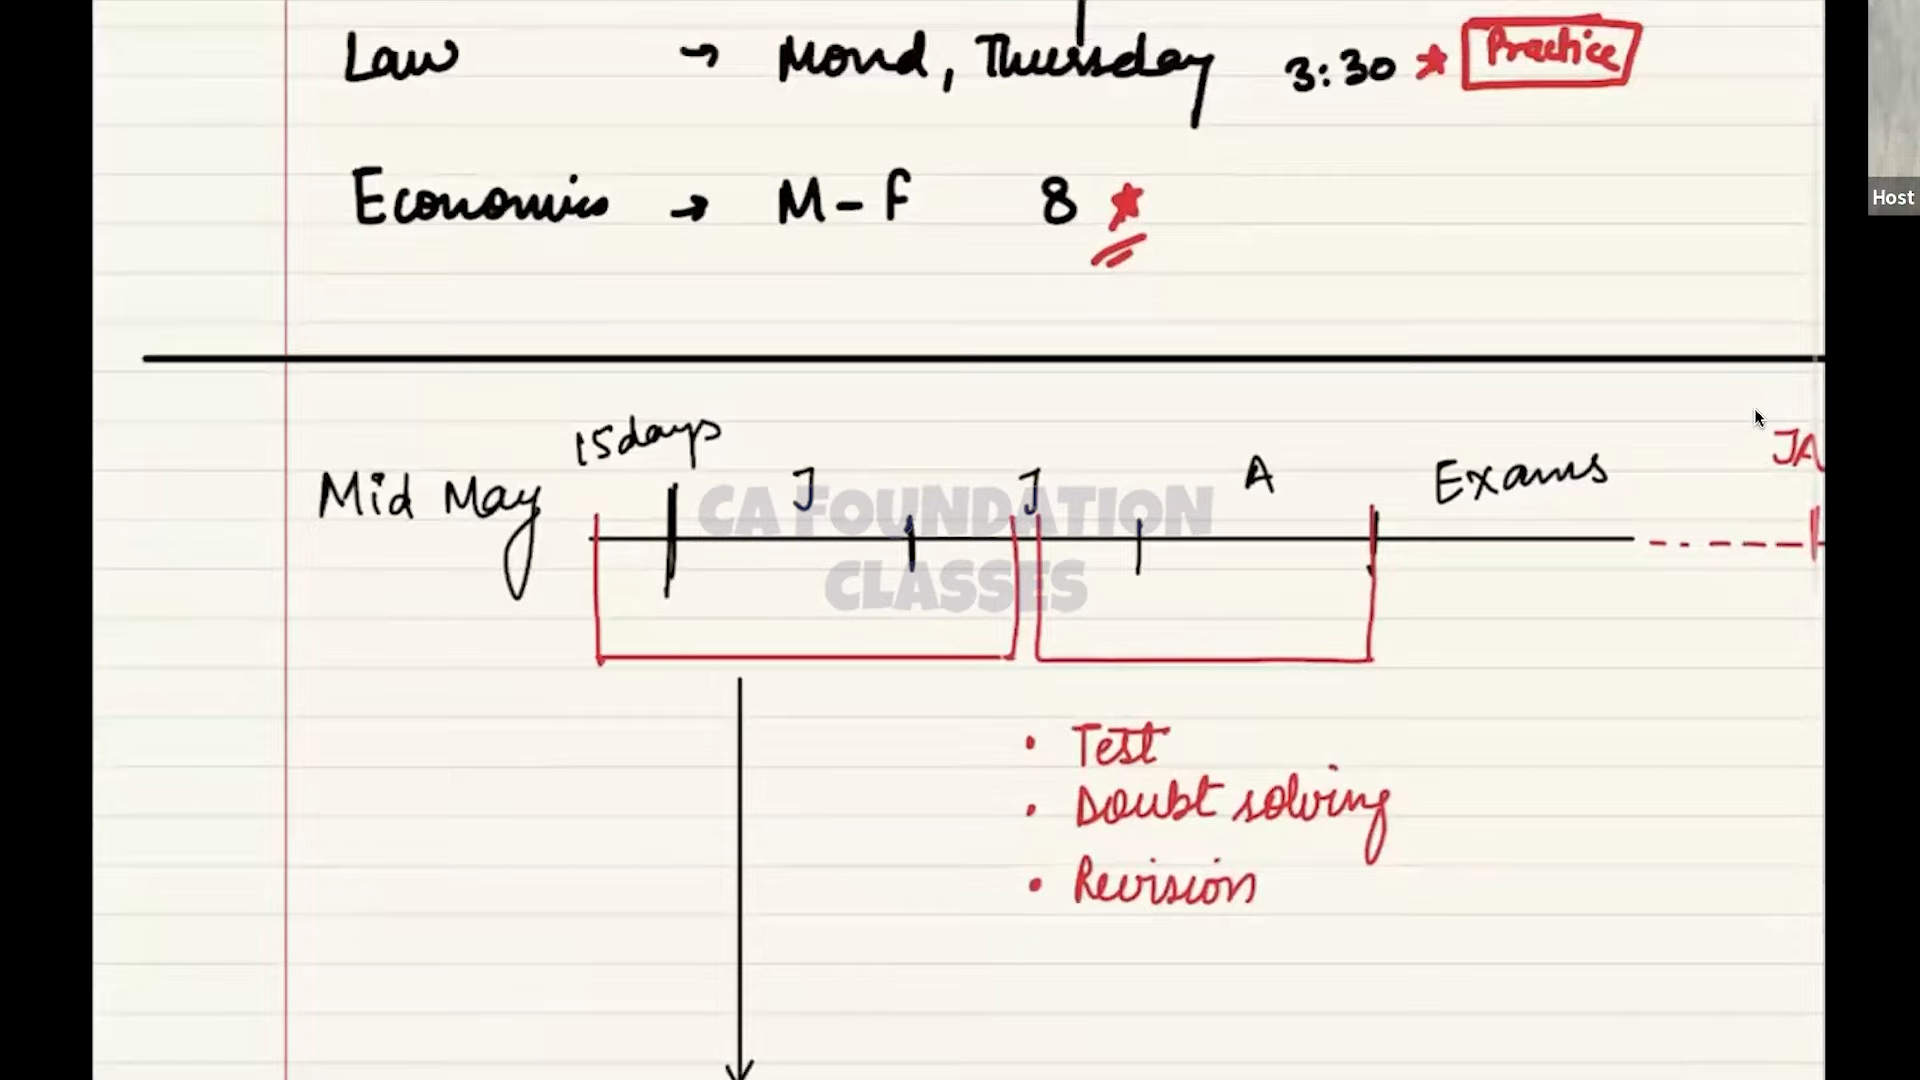 Law → Mond, Thursday 3:30 ★ Practice
Economics → M - F 8 ★
15days
Mid May J J A Exams JA
CA FOUNDATION
CLASSES
• Test
• Doubt solving
• Revision
Host